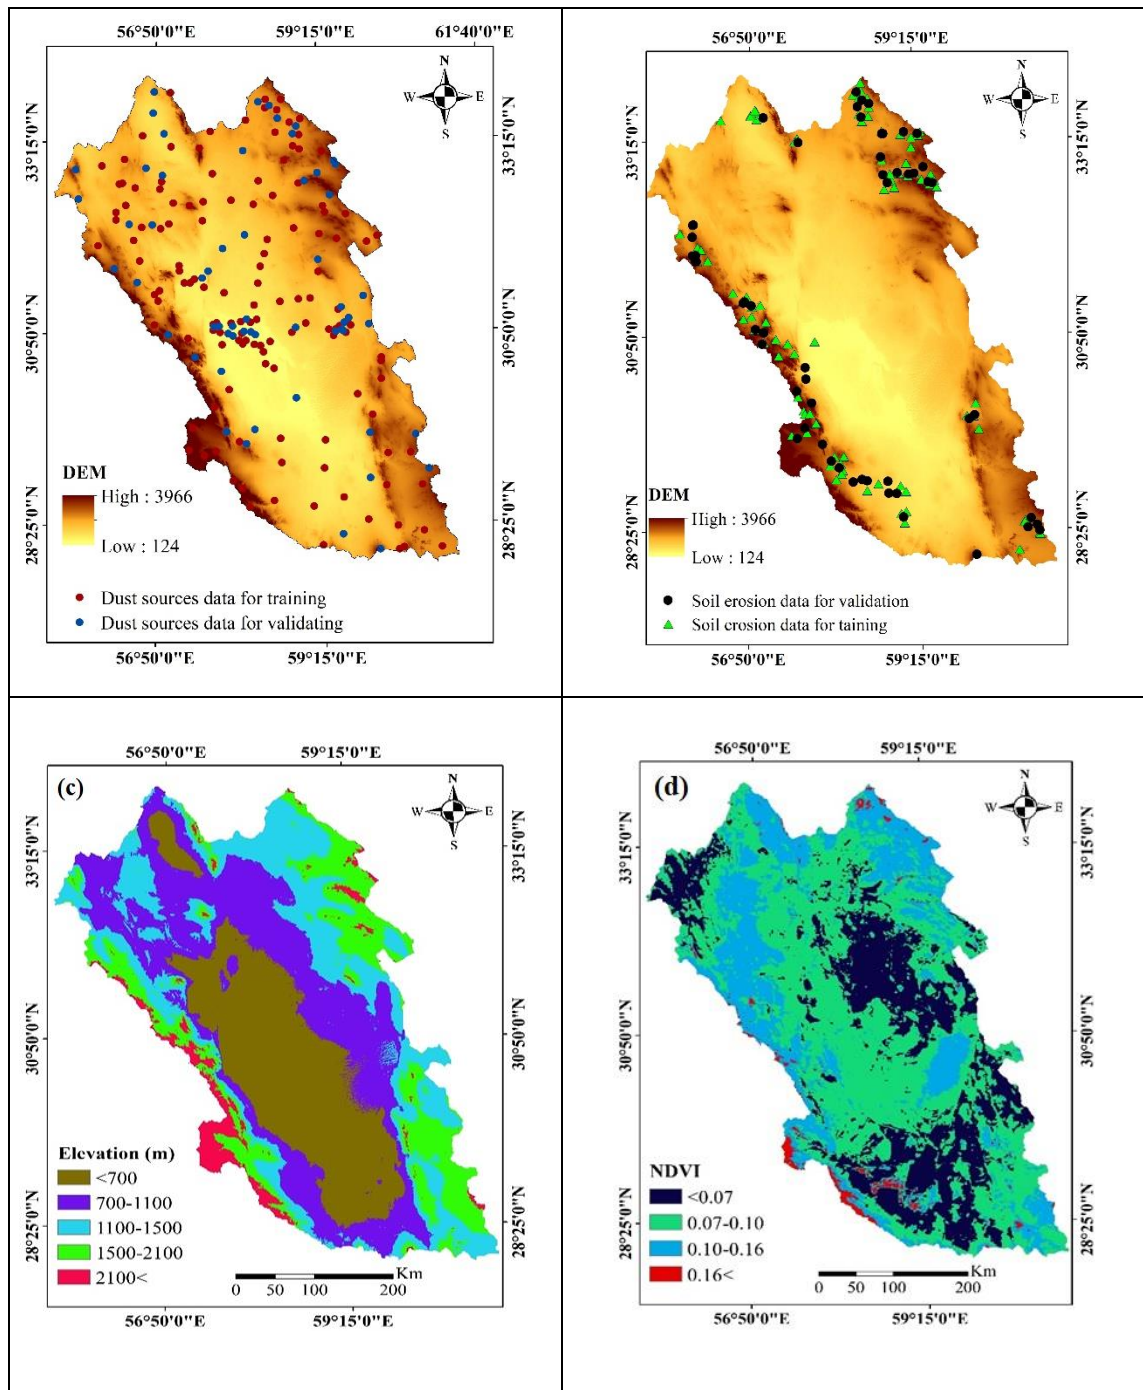 56°50'0"E 59°15'0"E 61°40'0"E
N
W E
S
33°15'0"N 33°15'0"N
30°50'0"N 30°50'0"N
28°25'0"N 28°25'0"N
DEM
High : 3966
Low : 124
Dust sources data for training
Dust sources data for validating
56°50'0"E 59°15'0"E
56°50'0"E 59°15'0"E
N
W E
S
33°15'0"N 33°15'0"N
30°50'0"N 30°50'0"N
28°25'0"N 28°25'0"N
DEM
High : 3966
Low : 124
Soil erosion data for validation
Soil erosion data for taining
56°50'0"E 59°15'0"E
56°50'0"E 59°15'0"E
(c)
N
W E
S
33°15'0"N 33°15'0"N
30°50'0"N 30°50'0"N
28°25'0"N 28°25'0"N
Elevation (m)
<700
700-1100
1100-1500
1500-2100
2100<
Km
0 50 100 200
56°50'0"E 59°15'0"E
56°50'0"E 59°15'0"E
(d)
N
W E
S
33°15'0"N 33°15'0"N
30°50'0"N 30°50'0"N
28°25'0"N 28°25'0"N
NDVI
<0.07
0.07-0.10
0.10-0.16
0.16<
Km
0 50 100 200
56°50'0"E 59°15'0"E